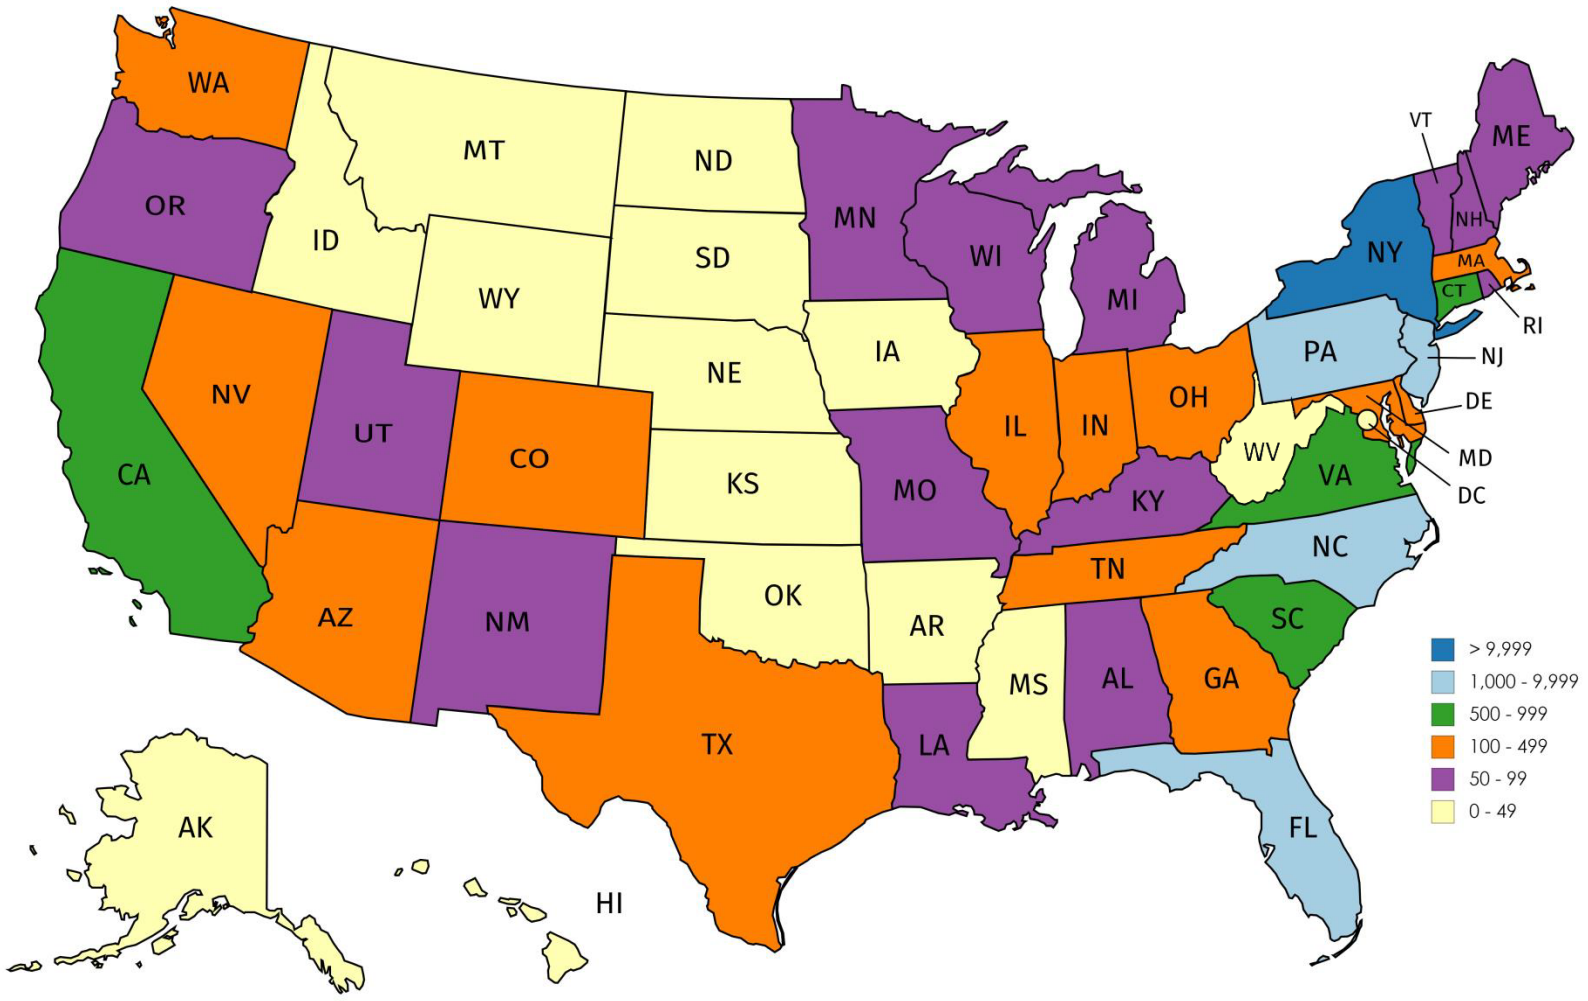 WA
MT
ND
VT
ME
OR
MN
ID
SD
WI
NH
NY
MA
WY
MI
CT
RI
IA
PA
NJ
NE
NV
OH
DE
UT
IL
IN
CO
WV
MD
CA
KS
MO
KY
VA
DC
NC
TN
OK
AZ
NM
AR
SC
MS
AL
GA
TX
LA
AK
FL
HI
> 9,999
1,000 - 9,999
500 - 999
100 - 499
50 - 99
0 - 49